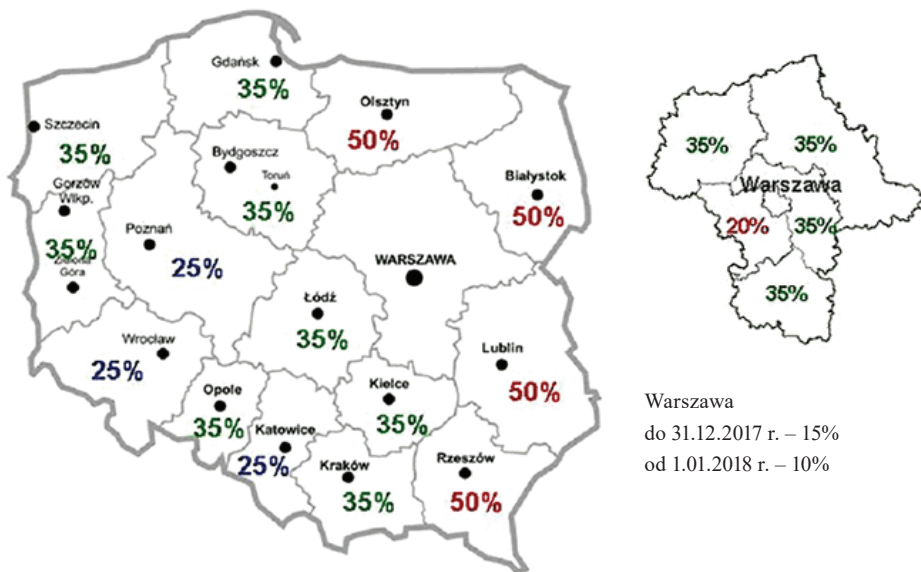 Gdańsk
35%
Olsztyn
50%
Szczecin
35%
Bydgoszcz
Toruń
35%
Białystok
50%
Gorzów
Wlkp.
35%
Zielona
Góra
Poznań
25%
WARSZAWA
Łódź
35%
Wrocław
25%
Lublin
50%
Opole
35%
Kielce
35%
Katowice
25%
Kraków
35%
Rzeszów
50%
35%
35%
Warszawa
20%
35%
35%
Warszawa
do 31.12.2017 r. – 15%
od 1.01.2018 r. – 10%